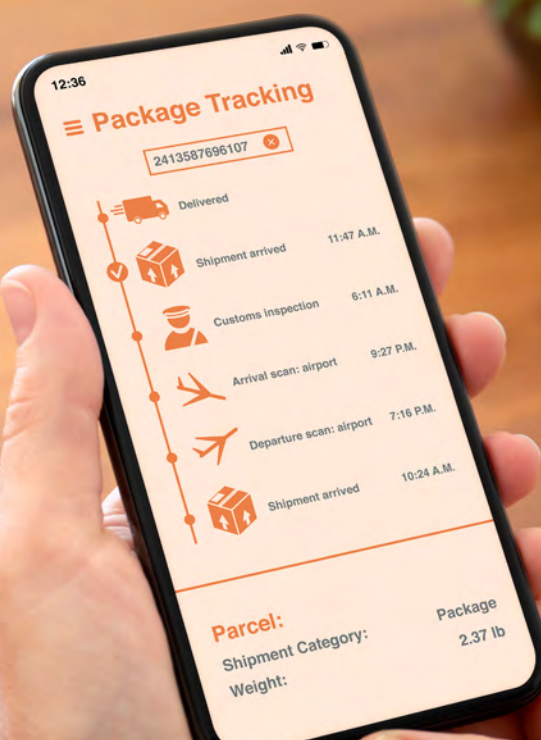 12:36
Package Tracking
2413587696107
Delivered
Shipment arrived 11:47 A.M.
Customs inspection 6:11 A.M.
Arrival scan: airport 9:27 P.M.
Departure scan: airport 7:16 P.M.
Shipment arrived 10:24 A.M.
Parcel:
Shipment Category: Package
Weight: 2.37 lb